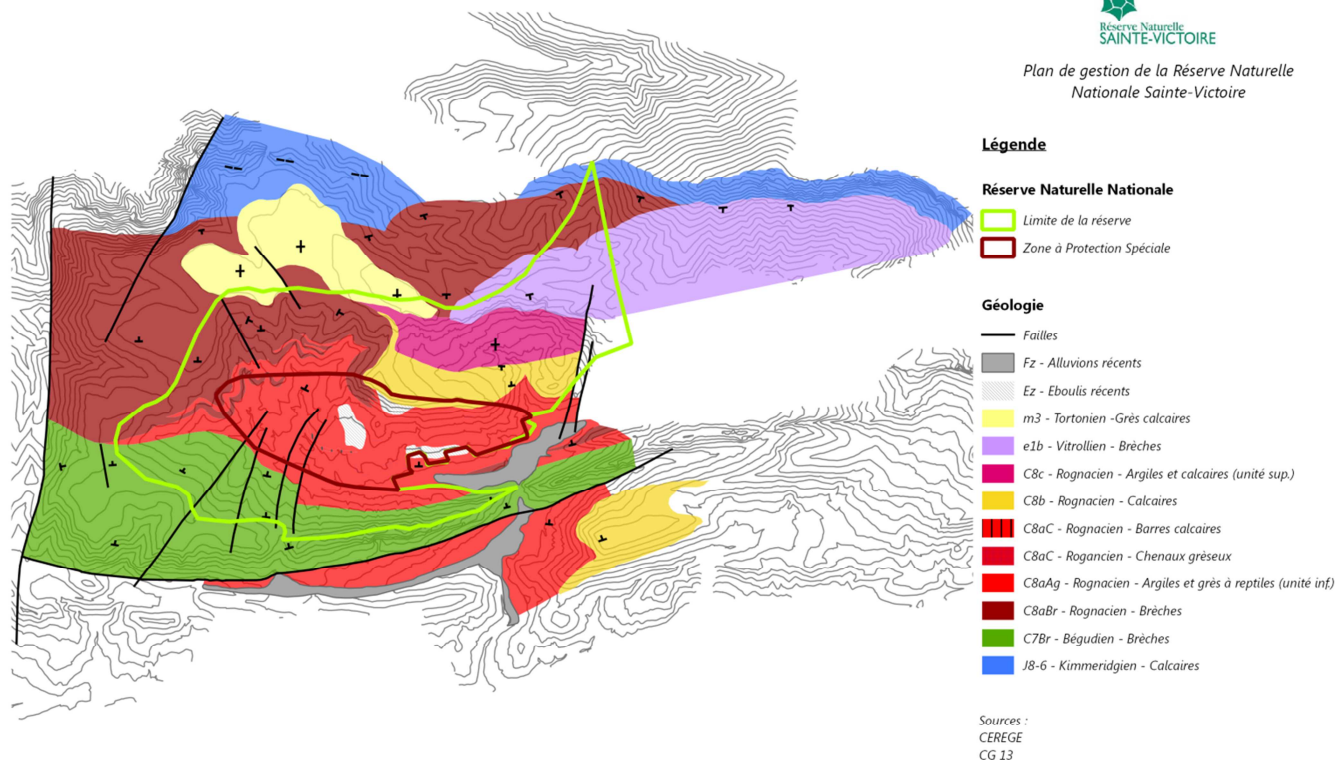 Réserve Naturelle
SAINTE-VICTOIRE
Plan de gestion de la Réserve Naturelle
Nationale Sainte-Victoire
Légende
Réserve Naturelle Nationale
Limite de la réserve
Zone à Protection Spéciale
Géologie
Failles
Fz - Alluvions récents
Ez - Eboulis récents
m3 - Tortonien -Grès calcaires
e1b - Vitrollien - Brèches
C8c - Rognacien - Argiles et calcaires (unité sup.)
C8b - Rognacien - Calcaires
C8aC - Rognacien - Barres calcaires
C8aC - Rogancien - Chenaux grèseux
C8aAg - Rognacien - Argiles et grès à reptiles (unité inf)
C8aBr - Rognacien - Brèches
C7Br - Bégudien - Brèches
J8-6 - Kimmeridgien - Calcaires
Sources :
CEREGE
CG 13